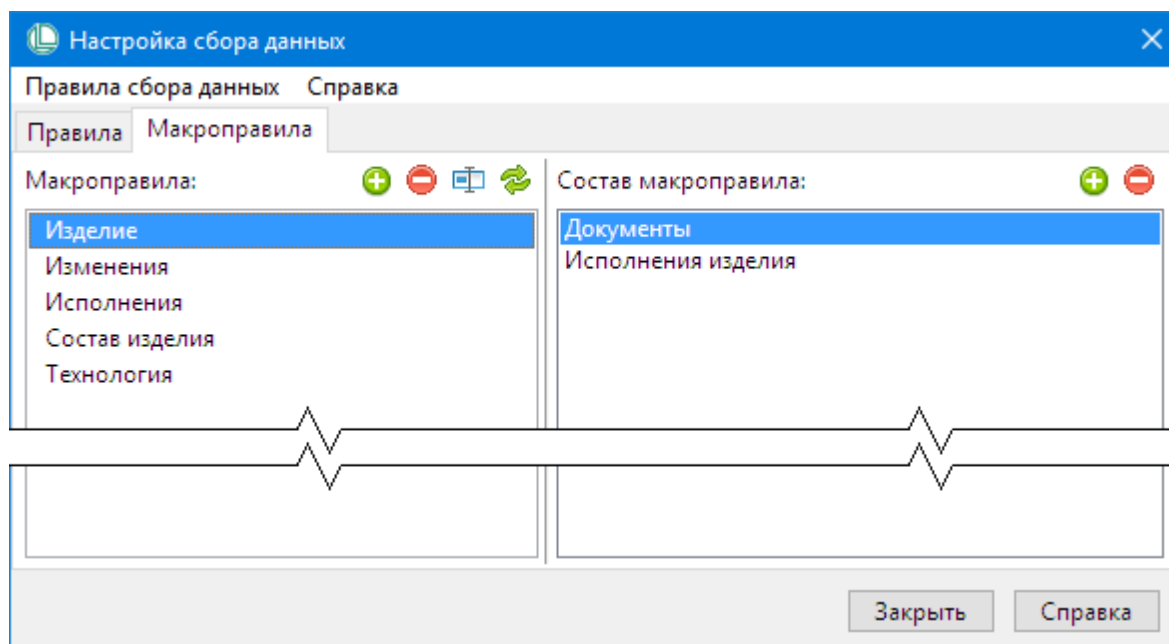 Настройка сбора данных
Правила сбора данных Справка
Правила Макроправила
Макроправила:
Изделие
Изменения
Исполнения
Состав изделия
Технология
Состав макроправила:
Документы
Исполнения изделия
Закрыть Справка